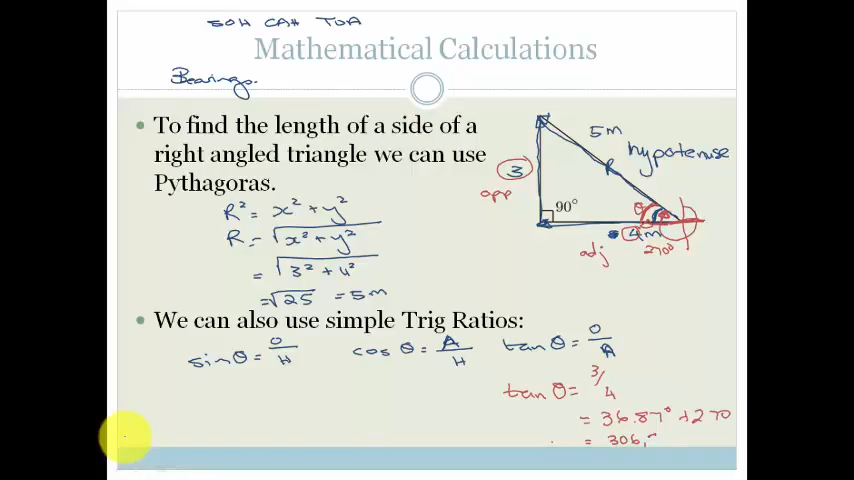 SOH CAH TOA
Mathematical Calculations
Bearings.
• To find the length of a side of a
right angled triangle we can use
Pythagoras.
R² = x² + y²
R = √x² + y²
= √3² + 4²
= √25 = 5m
5m
hypotenuse
R
3
opp
90°
θ
4m
adj
270°
• We can also use simple Trig Ratios:
sin θ = O/H
cos θ = A/H
tan θ = O/A
tan θ = 3/4
= 36.87° + 270
= 306,